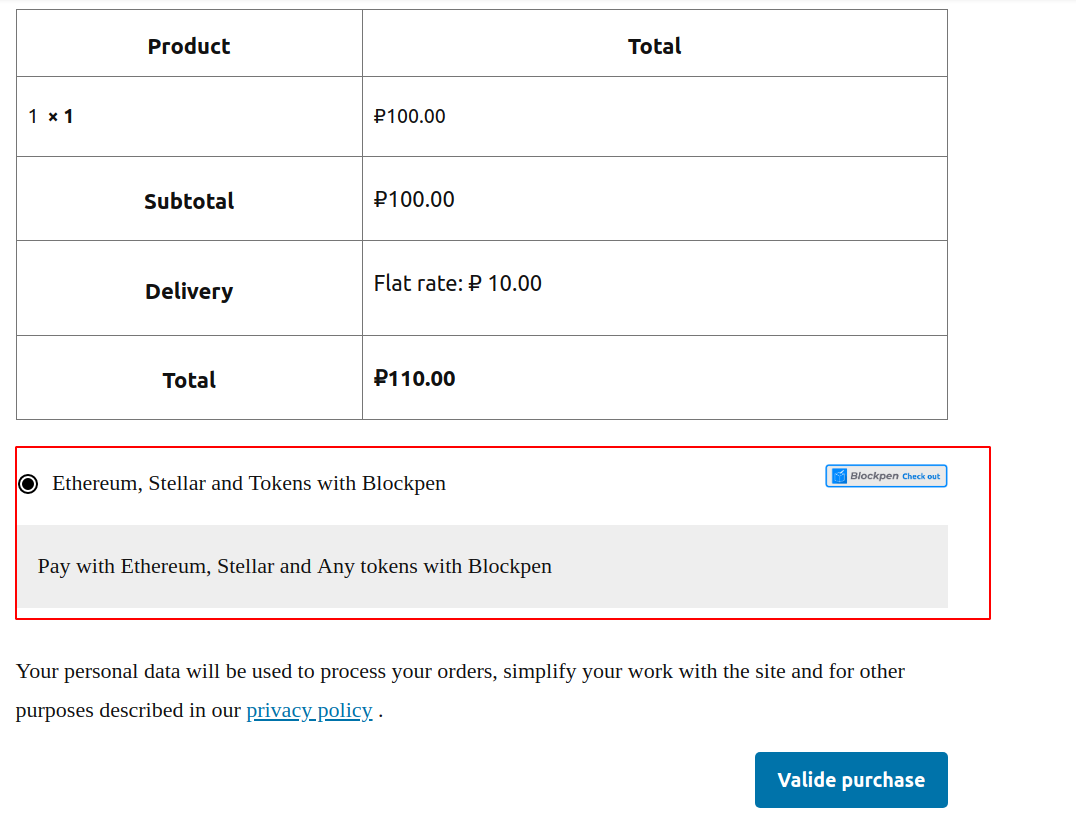 Product Total
1 × 1 ₽100.00
Subtotal ₽100.00
Delivery Flat rate: ₽ 10.00
Total ₽110.00
Ethereum, Stellar and Tokens with Blockpen Blockpen Check out
Pay with Ethereum, Stellar and Any tokens with Blockpen
Your personal data will be used to process your orders, simplify your work with the site and for other
purposes described in our privacy policy .
Valide purchase